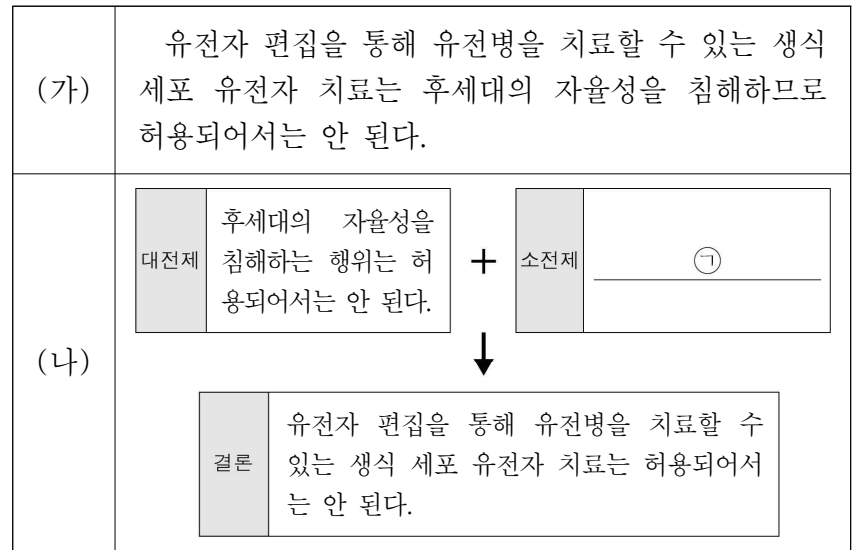 (가)
유전자 편집을 통해 유전병을 치료할 수 있는 생식
세포 유전자 치료는 후세대의 자율성을 침해하므로
허용되어서는 안 된다.
(나)
대전제
후세대의 자율성을
침해하는 행위는 허
용되어서는 안 된다.
+
소전제
㉠
결론
유전자 편집을 통해 유전병을 치료할 수
있는 생식 세포 유전자 치료는 허용되어서
는 안 된다.